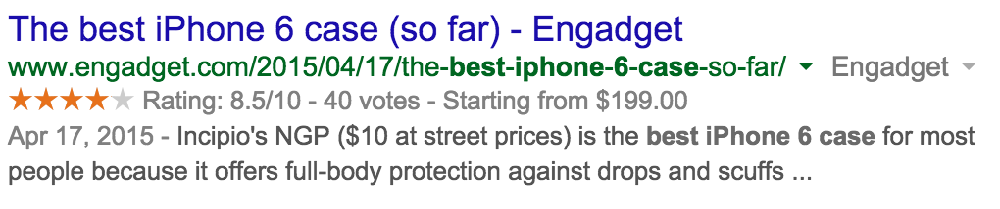 The best iPhone 6 case (so far) - Engadget
www.engadget.com/2015/04/17/the-best-iphone-6-case-so-far/ Engadget
Rating: 8.5/10 - 40 votes - Starting from $199.00
Apr 17, 2015 - Incipio's NGP ($10 at street prices) is the best iPhone 6 case for most
people because it offers full-body protection against drops and scuffs ...